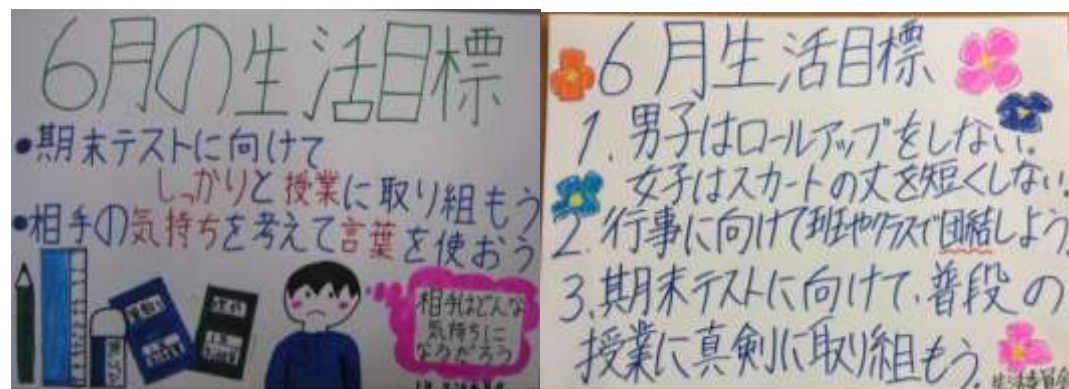 6月の生活目標
•期末テストに向けて
しっかりと授業に取り組もう
•相手の気持ちを考えて言葉を使おう
相手はどんな
気持ちに
なるだろう
6月生活目標
1.男子はロールアップをしない.
女子はスカートの丈を短くしない.
2.行事に向けて班やクラスで団結しよう
3.期末テストに向けて、普段の
授業に真剣に取り組もう.